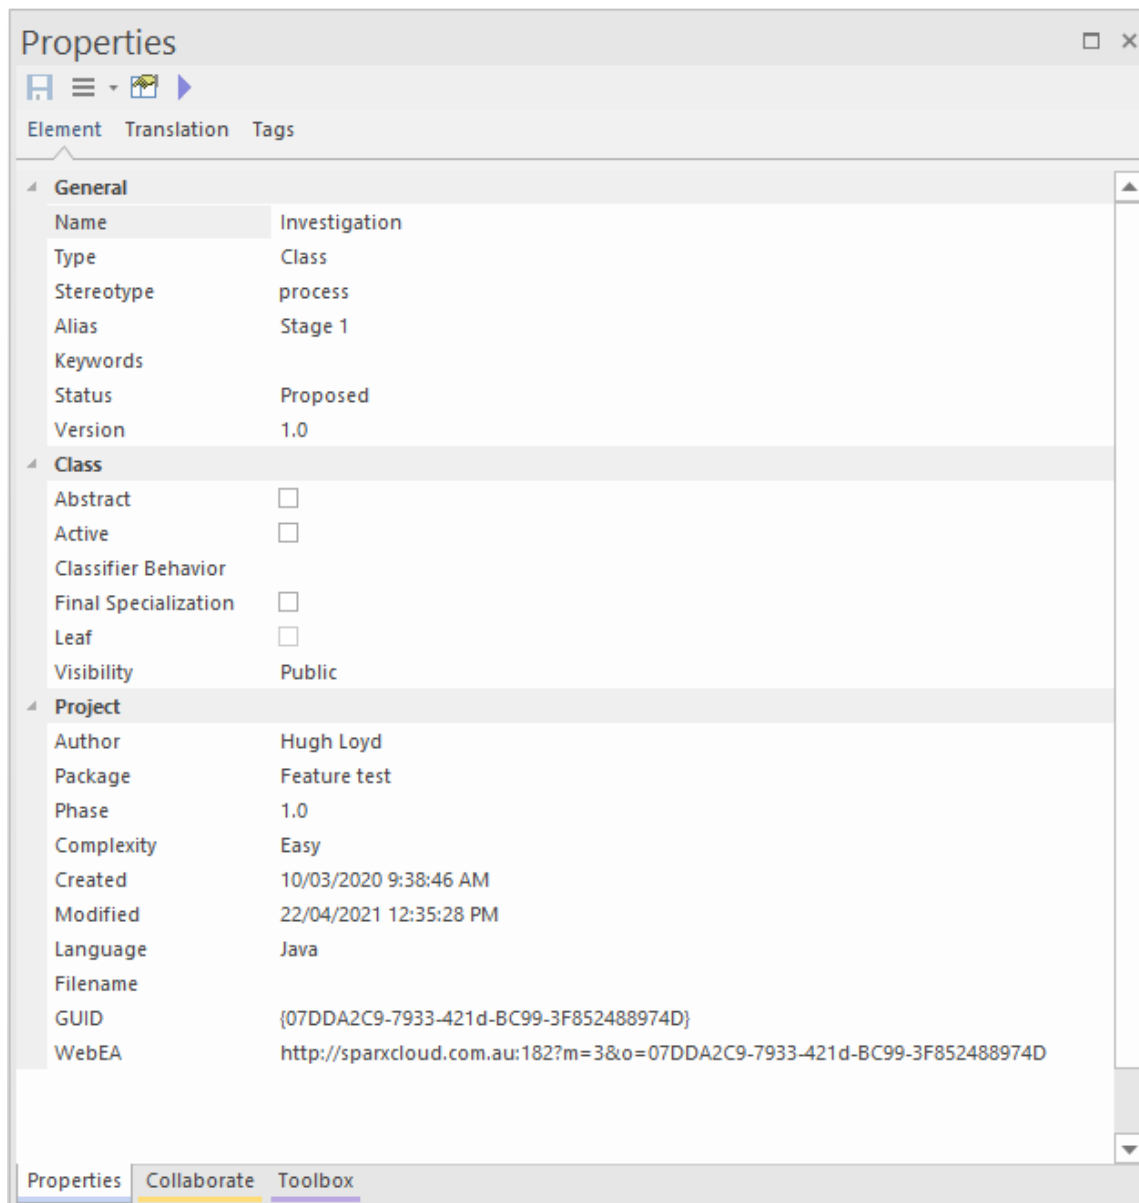 Properties
Element Translation Tags
General
Name Investigation
Type Class
Stereotype process
Alias Stage 1
Keywords
Status Proposed
Version 1.0
Class
Abstract
Active
Classifier Behavior
Final Specialization
Leaf
Visibility Public
Project
Author Hugh Loyd
Package Feature test
Phase 1.0
Complexity Easy
Created 10/03/2020 9:38:46 AM
Modified 22/04/2021 12:35:28 PM
Language Java
Filename
GUID {07DDA2C9-7933-421d-BC99-3F852488974D}
WebEA http://sparxcloud.com.au:182?m=3&o=07DDA2C9-7933-421d-BC99-3F852488974D
Properties Collaborate Toolbox